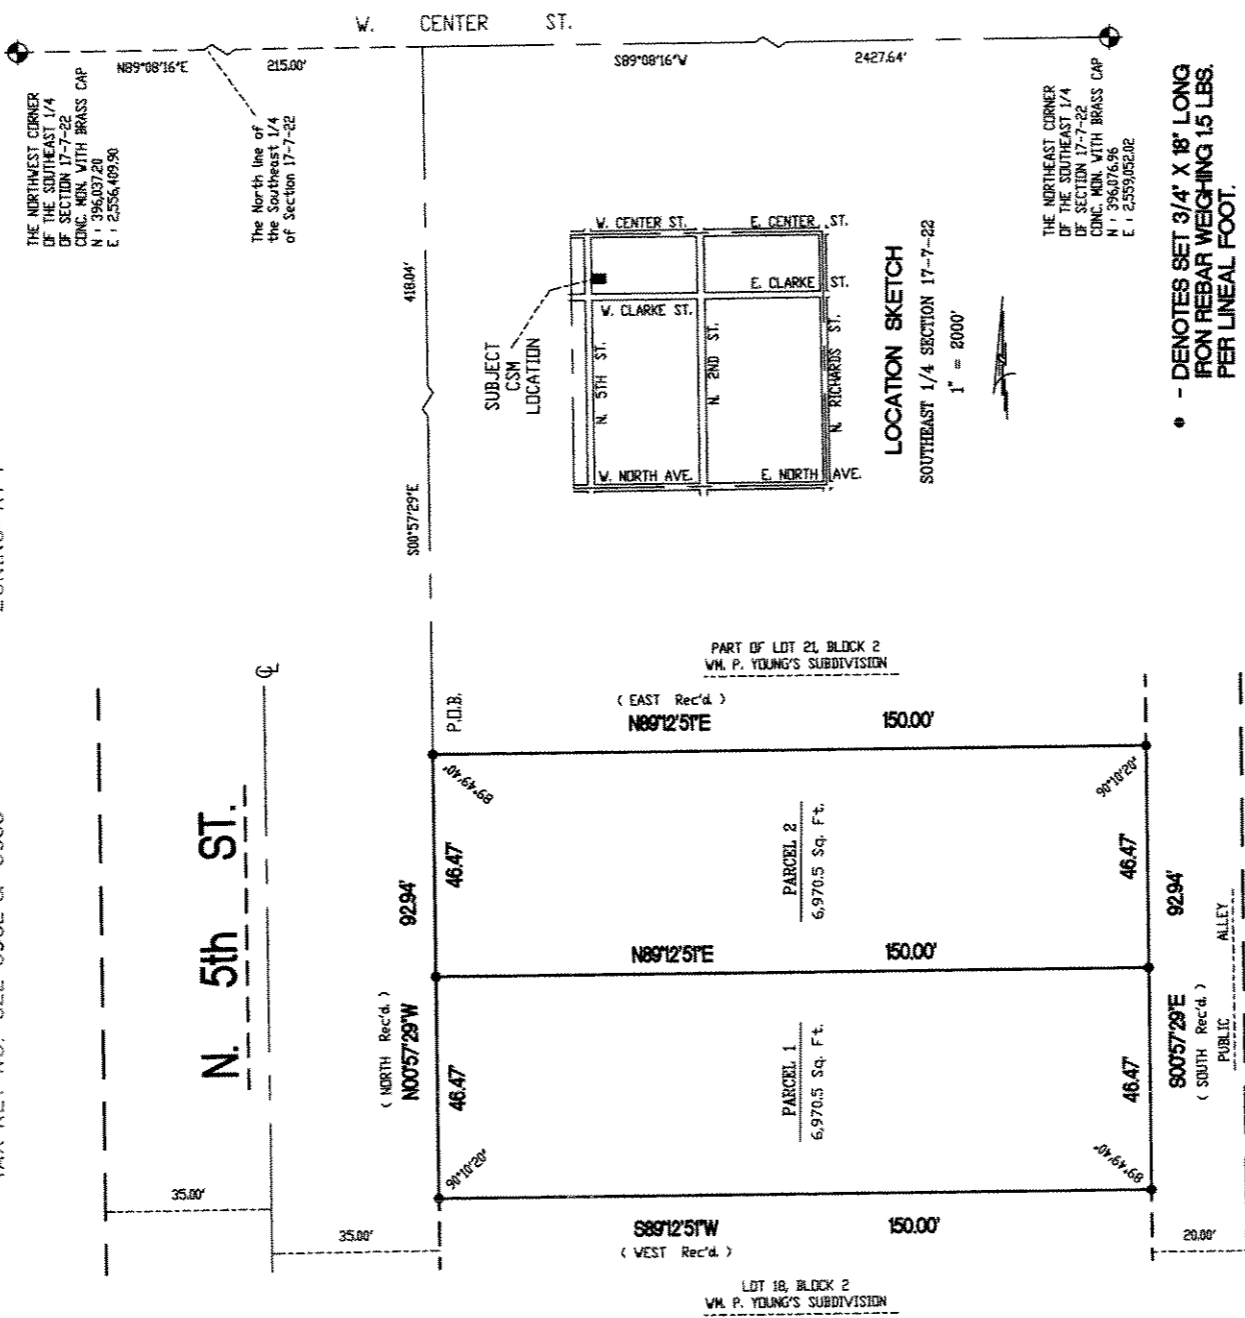 W. CENTER ST.
N89°08'16"E 215.00'
S89°08'16"W 2427.64'
THE NORTHWEST CORNER
OF THE SOUTHEAST 1/4
OF SECTION 17-7-22
CONC. MON. WITH BRASS CAP
N : 396,037.20
E : 2,556,409.90
The North line of
the Southeast 1/4
of Section 17-7-22
THE NORTHEAST CORNER
OF THE SOUTHEAST 1/4
OF SECTION 17-7-22
CONC. MON. WITH BRASS CAP
N : 396,076.96
E : 2,559,052.02
● - DENOTES SET 3/4" X 18" LONG
IRON REBAR WEIGHING 1.5 LBS.
PER LINEAL FOOT.
418.04'
S00°57'29"E
SUBJECT
CSM
LOCATION
W. CENTER ST.
E. CENTER ST.
E. CLARKE ST.
W. CLARKE ST.
N. 5TH ST.
N. 2ND ST.
N. RICHARDS ST.
W. NORTH AVE.
E. NORTH AVE.
LOCATION SKETCH
SOUTHEAST 1/4 SECTION 17-7-22
1" = 2000'
PART OF LOT 21, BLOCK 2
WM. P. YOUNG'S SUBDIVISION
( EAST Rec'd. )
N89°12'51"E 150.00'
P.O.B.
89°49'40"
90°10'20"
N. 5th ST.
46.47'
PARCEL 2
6,970.5 Sq. Ft.
46.47'
92.94'
N89°12'51"E 150.00'
92.94'
( NORTH Rec'd. )
N00°57'29"W
46.47'
PARCEL 1
6,970.5 Sq. Ft.
46.47'
S00°57'29"E
( SOUTH Rec'd. )
PUBLIC ALLEY
90°10'20"
89°49'40"
35.00'
35.00'
S89°12'51"W 150.00'
( WEST Rec'd. )
20.00'
LOT 18, BLOCK 2
WM. P. YOUNG'S SUBDIVISION